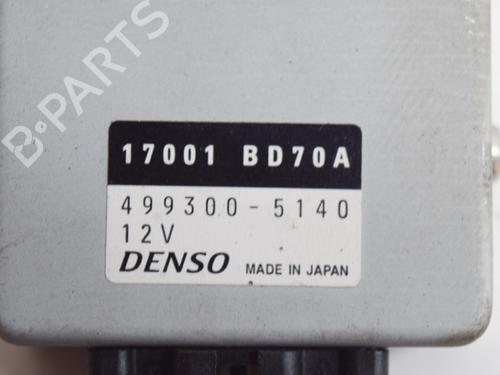 B-PARTS
17001 BD70A
499300-5140
12V
DENSO MADE IN JAPAN